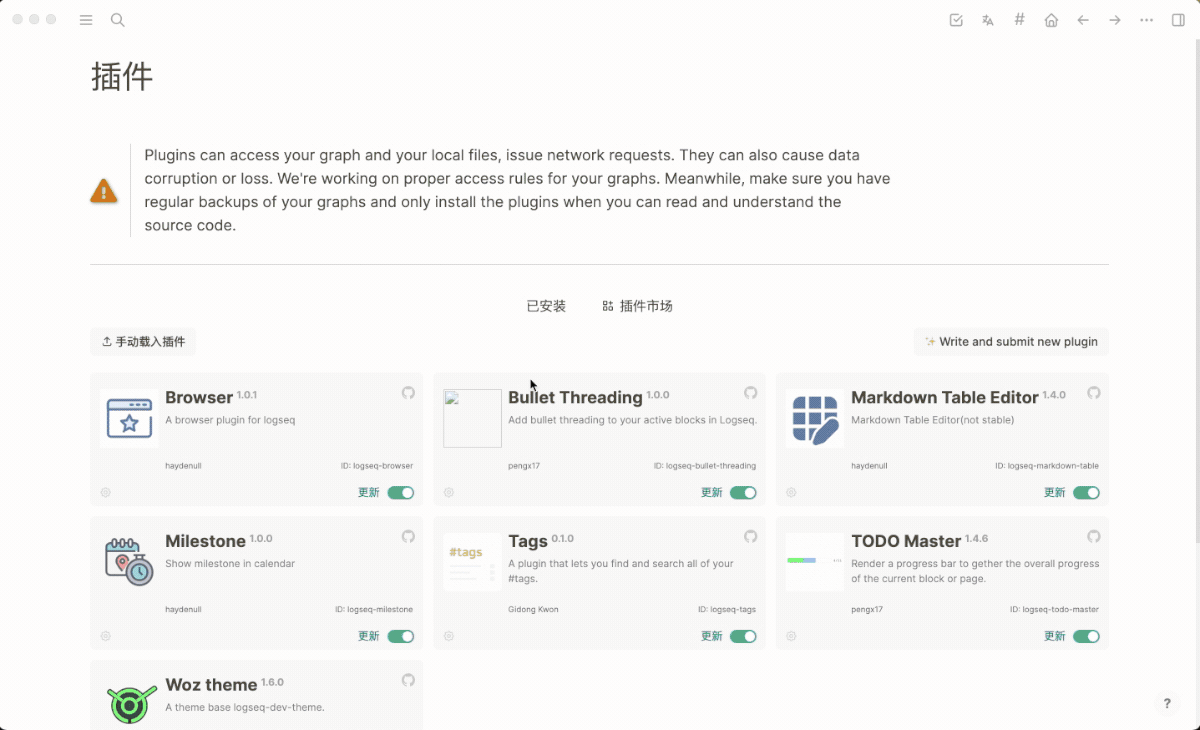 插件
Plugins can access your graph and your local files, issue network requests. They can also cause data
corruption or loss. We're working on proper access rules for your graphs. Meanwhile, make sure you have
regular backups of your graphs and only install the plugins when you can read and understand the
source code.
已安装 插件市场
手动载入插件 Write and submit new plugin
Browser 1.0.1
A browser plugin for logseq
haydenull ID: logseq-browser
更新
Bullet Threading 1.0.0
Add bullet threading to your active blocks in Logseq.
pengx17 ID: logseq-bullet-threading
更新
Markdown Table Editor 1.4.0
Markdown Table Editor(not stable)
haydenull ID: logseq-markdown-table
更新
Milestone 1.0.0
Show milestone in calendar
haydenull ID: logseq-milestone
更新
#tags
Tags 0.1.0
A plugin that lets you find and search all of your
#tags.
Gidong Kwon ID: logseq-tags
更新
TODO Master 1.4.6
Render a progress bar to gether the overall progress
of the current block or page.
pengx17 ID: logseq-todo-master
更新
Woz theme 1.6.0
A theme base logseq-dev-theme.
?